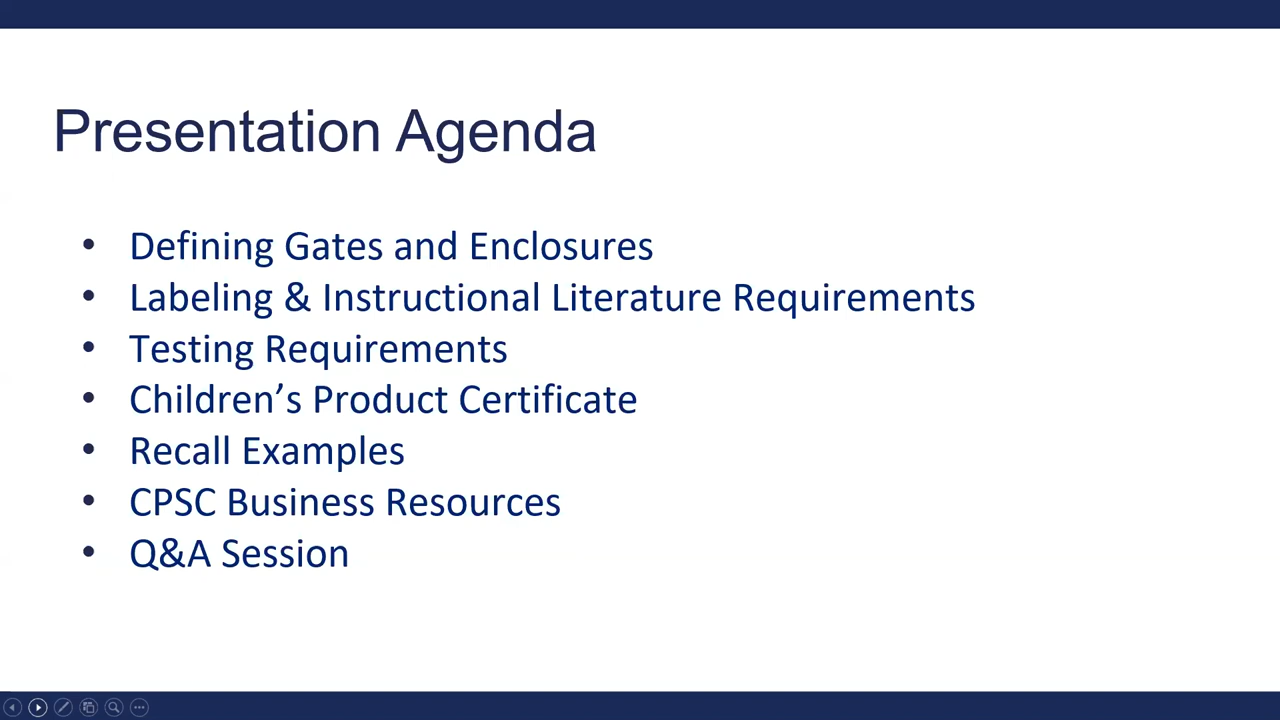 Presentation Agenda
• Defining Gates and Enclosures
• Labeling & Instructional Literature Requirements
• Testing Requirements
• Children’s Product Certificate
• Recall Examples
• CPSC Business Resources
• Q&A Session